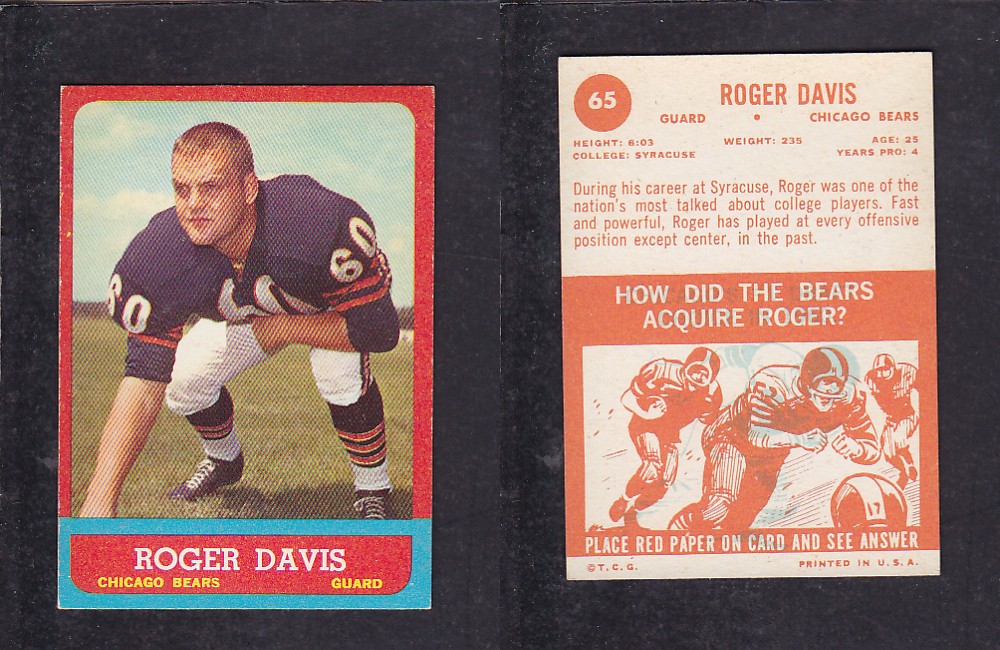 60
60
ROGER DAVIS
CHICAGO BEARS GUARD
65
ROGER DAVIS
GUARD • CHICAGO BEARS
HEIGHT: 6:03 WEIGHT: 235 AGE: 25
COLLEGE: SYRACUSE YEARS PRO: 4
During his career at Syracuse, Roger was one of the
nation's most talked about college players. Fast
and powerful, Roger has played at every offensive
position except center, in the past.
HOW DID THE BEARS
ACQUIRE ROGER?
17
PLACE RED PAPER ON CARD AND SEE ANSWER
©T.C.G. PRINTED IN U.S.A.